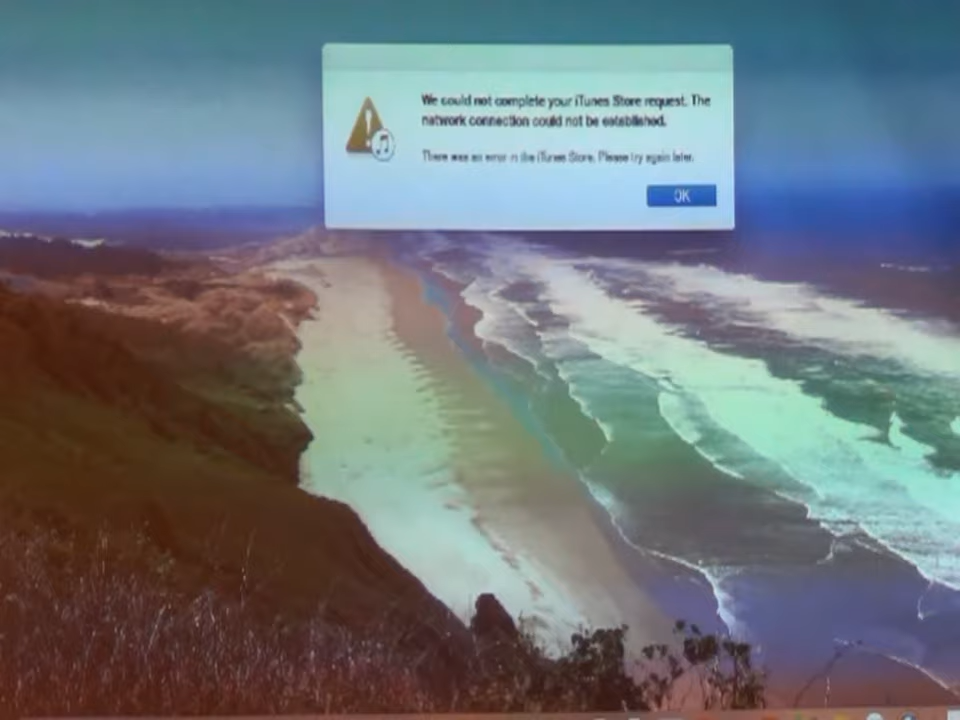 We could not complete your iTunes Store request. The
network connection could not be established.
There was an error in the iTunes Store. Please try again later.
OK